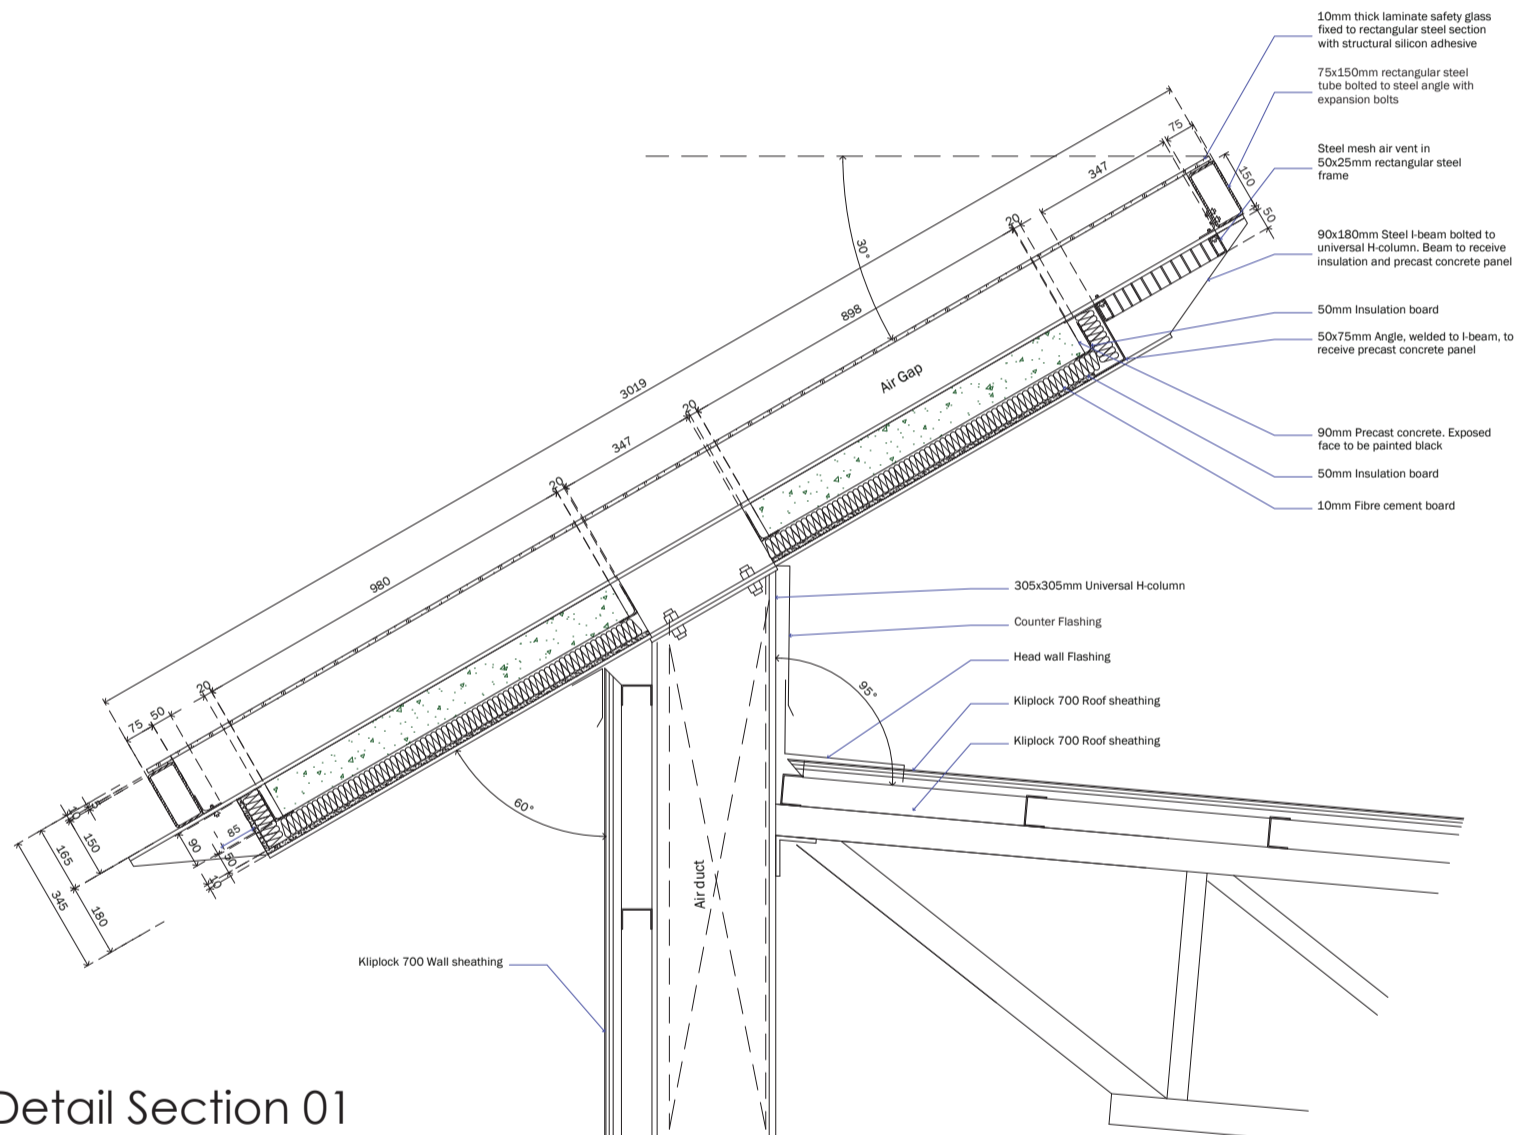 10mm thick laminate safety glass
fixed to rectangular steel section
with structural silicon adhesive
75x150mm rectangular steel
tube bolted to steel angle with
expansion bolts
Steel mesh air vent in
50x25mm rectangular steel
frame
90x180mm Steel I-beam bolted to
universal H-column. Beam to receive
insulation and precast concrete panel
50mm Insulation board
50x75mm Angle, welded to I-beam, to
receive precast concrete panel
90mm Precast concrete. Exposed
face to be painted black
50mm Insulation board
10mm Fibre cement board
75
347
150
50
20
30°
898
3019
Air Gap
20
347
20
980
20
75
50
85
90
50
10
150
165
345
180
60°
95°
305x305mm Universal H-column
Counter Flashing
Head wall Flashing
Kliplock 700 Roof sheathing
Kliplock 700 Roof sheathing
Air duct
Kliplock 700 Wall sheathing
Detail Section 01